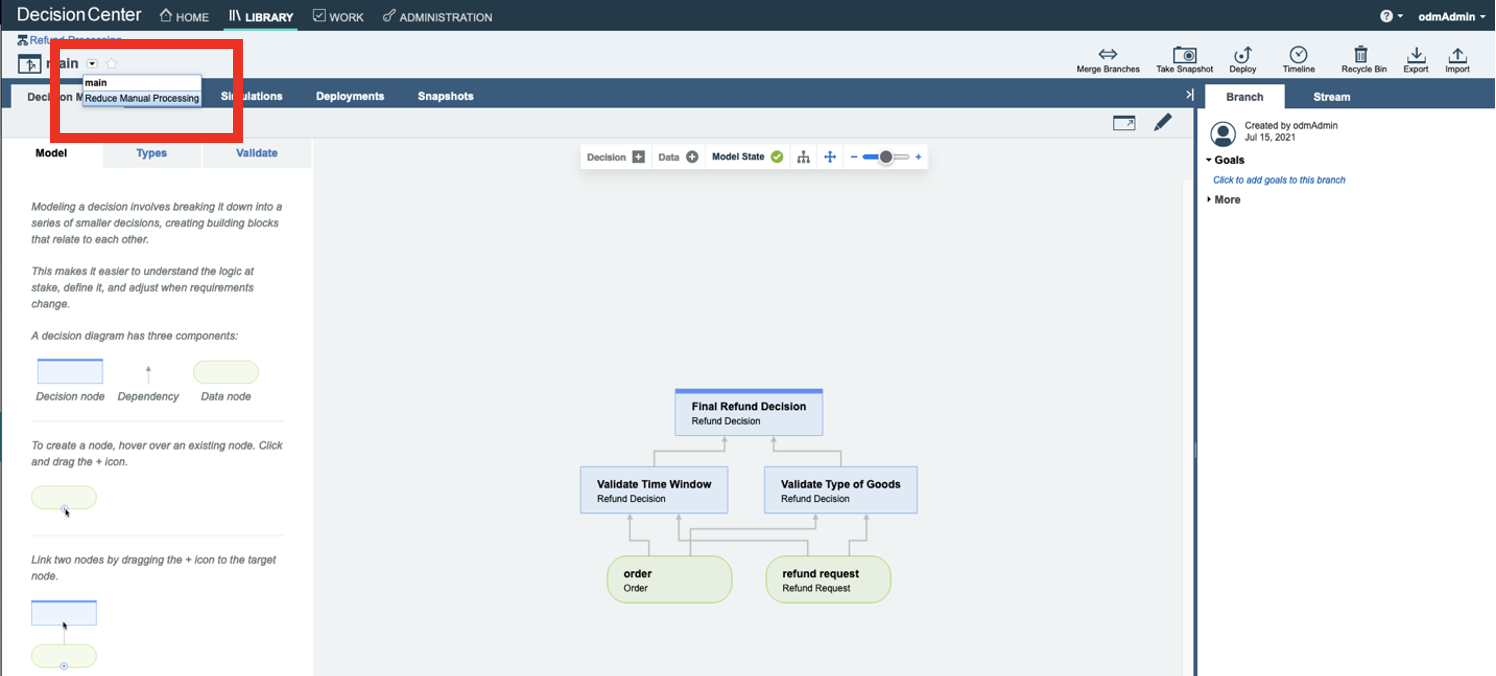 DecisionCenter HOME LIBRARY WORK ADMINISTRATION ? odmAdmin
Refund Processing
main
main
Reduce Manual Processing
Merge Branches Take Snapshot Deploy Timeline Recycle Bin Export Import
Decision M Simulations Deployments Snapshots
Branch Stream
Model Types Validate
Decision Data Model State
Created by odmAdmin
Jul 15, 2021
Goals
Click to add goals to this branch
More
Modeling a decision involves breaking it down into a
series of smaller decisions, creating building blocks
that relate to each other.
This makes it easier to understand the logic at
stake, define it, and adjust when requirements
change.
A decision diagram has three components:
Decision node Dependency Data node
To create a node, hover over an existing node. Click
and drag the + icon.
Link two nodes by dragging the + icon to the target
node.
Final Refund Decision
Refund Decision
Validate Time Window
Refund Decision
Validate Type of Goods
Refund Decision
order
Order
refund request
Refund Request